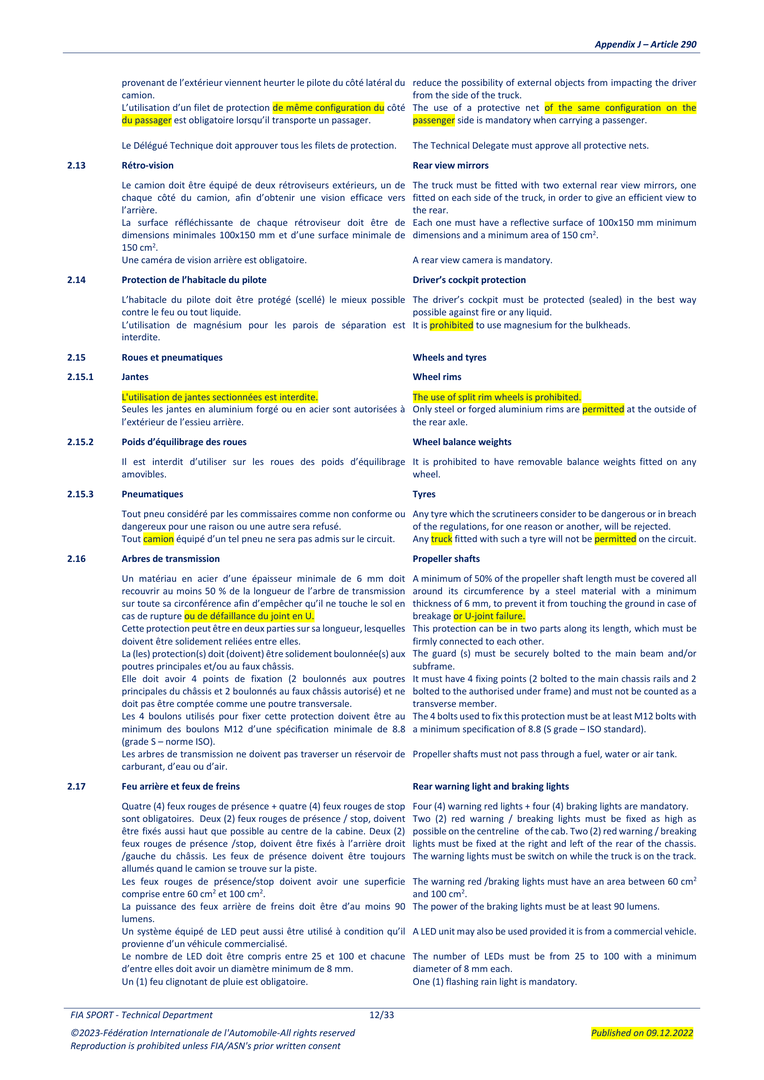 Appendix J – Article 290
provenant de l'extérieur viennent heurter le pilote du côté latéral du
camion.
L'utilisation d'un filet de protection de même configuration du côté
du passager est obligatoire lorsqu'il transporte un passager.
Le Délégué Technique doit approuver tous les filets de protection.
reduce the possibility of external objects from impacting the driver
from the side of the truck.
The use of a protective net of the same configuration on the
passenger side is mandatory when carrying a passenger.
The Technical Delegate must approve all protective nets.
2.13 Rétro-vision
Rear view mirrors
Le camion doit être équipé de deux rétroviseurs extérieurs, un de
chaque côté du camion, afin d'obtenir une vision efficace vers
l'arrière.
La surface réfléchissante de chaque rétroviseur doit être de
dimensions minimales 100x150 mm et d'une surface minimale de
150 cm².
Une caméra de vision arrière est obligatoire.
The truck must be fitted with two external rear view mirrors, one
fitted on each side of the truck, in order to give an efficient view to
the rear.
Each one must have a reflective surface of 100x150 mm minimum
dimensions and a minimum area of 150 cm².
A rear view camera is mandatory.
2.14 Protection de l'habitacle du pilote
Driver's cockpit protection
L'habitacle du pilote doit être protégé (scellé) le mieux possible
contre le feu ou tout liquide.
L'utilisation de magnésium pour les parois de séparation est
interdite.
The driver's cockpit must be protected (sealed) in the best way
possible against fire or any liquid.
It is prohibited to use magnesium for the bulkheads.
2.15 Roues et pneumatiques
Wheels and tyres
2.15.1 Jantes
Wheel rims
L'utilisation de jantes sectionnées est interdite.
Seules les jantes en aluminium forgé ou en acier sont autorisées à
l'extérieur de l'essieu arrière.
The use of split rim wheels is prohibited.
Only steel or forged aluminium rims are permitted at the outside of
the rear axle.
2.15.2 Poids d'équilibrage des roues
Wheel balance weights
Il est interdit d'utiliser sur les roues des poids d'équilibrage
amovibles.
It is prohibited to have removable balance weights fitted on any
wheel.
2.15.3 Pneumatiques
Tyres
Tout pneu considéré par les commissaires comme non conforme ou
dangereux pour une raison ou une autre sera refusé.
Tout camion équipé d'un tel pneu ne sera pas admis sur le circuit.
Any tyre which the scrutineers consider to be dangerous or in breach
of the regulations, for one reason or another, will be rejected.
Any truck fitted with such a tyre will not be permitted on the circuit.
2.16 Arbres de transmission
Propeller shafts
Un matériau en acier d'une épaisseur minimale de 6 mm doit
recouvrir au moins 50 % de la longueur de l'arbre de transmission
sur toute sa circonférence afin d'empêcher qu'il ne touche le sol en
cas de rupture ou de défaillance du joint en U.
Cette protection peut être en deux parties sur sa longueur, lesquelles
doivent être solidement reliées entre elles.
La (les) protection(s) doit (doivent) être solidement boulonnée(s) aux
poutres principales et/ou au faux châssis.
Elle doit avoir 4 points de fixation (2 boulonnés aux poutres
principales du châssis et 2 boulonnés au faux châssis autorisé) et ne
doit pas être comptée comme une poutre transversale.
Les 4 boulons utilisés pour fixer cette protection doivent être au
minimum des boulons M12 d'une spécification minimale de 8.8
(grade S – norme ISO).
Les arbres de transmission ne doivent pas traverser un réservoir de
carburant, d'eau ou d'air.
A minimum of 50% of the propeller shaft length must be covered all
around its circumference by a steel material with a minimum
thickness of 6 mm, to prevent it from touching the ground in case of
breakage or U-joint failure.
This protection can be in two parts along its length, which must be
firmly connected to each other.
The guard (s) must be securely bolted to the main beam and/or
subframe.
It must have 4 fixing points (2 bolted to the main chassis rails and 2
bolted to the authorised under frame) and must not be counted as a
transverse member.
The 4 bolts used to fix this protection must be at least M12 bolts with
a minimum specification of 8.8 (S grade – ISO standard).
Propeller shafts must not pass through a fuel, water or air tank.
2.17 Feu arrière et feux de freins
Rear warning light and braking lights
Quatre (4) feux rouges de présence + quatre (4) feux rouges de stop
sont obligatoires. Deux (2) feux rouges de présence / stop, doivent
être fixés aussi haut que possible au centre de la cabine. Deux (2)
feux rouges de présence /stop, doivent être fixés à l'arrière droit
/gauche du châssis. Les feux de présence doivent être toujours
allumés quand le camion se trouve sur la piste.
Les feux rouges de présence/stop doivent avoir une superficie
comprise entre 60 cm² et 100 cm².
La puissance des feux arrière de freins doit être d'au moins 90
lumens.
Un système équipé de LED peut aussi être utilisé à condition qu'il
provienne d'un véhicule commercialisé.
Le nombre de LED doit être compris entre 25 et 100 et chacune
d'entre elles doit avoir un diamètre minimum de 8 mm.
Un (1) feu clignotant de pluie est obligatoire.
Four (4) warning red lights + four (4) braking lights are mandatory.
Two (2) red warning / braking lights must be fixed as high as
possible on the centreline of the cab. Two (2) red warning / breaking
lights must be fixed at the right and left of the rear of the chassis.
The warning lights must be switch on while the truck is on the track.
The warning red /braking lights must have an area between 60 cm²
and 100 cm².
The power of the braking lights must be at least 90 lumens.
A LED unit may also be used provided it is from a commercial vehicle.
The number of LEDs must be from 25 to 100 with a minimum
diameter of 8 mm each.
One (1) flashing rain light is mandatory.
FIA SPORT - Technical Department
12/33
©2023-Fédération Internationale de l'Automobile-All rights reserved
Reproduction is prohibited unless FIA/ASN's prior written consent
Published on 09.12.2022